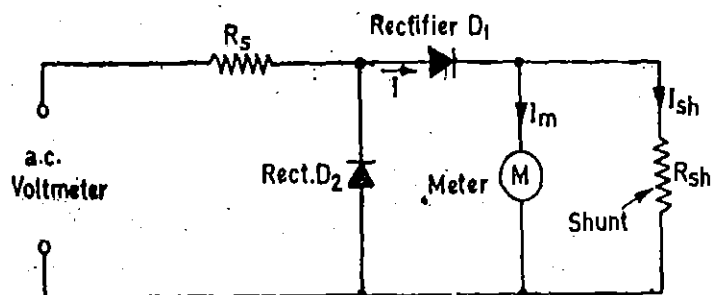 Rs
Rectifier D1
I
a.c.
Voltmeter
Rect.D2
Meter
M
Im
Ish
Rsh
Shunt